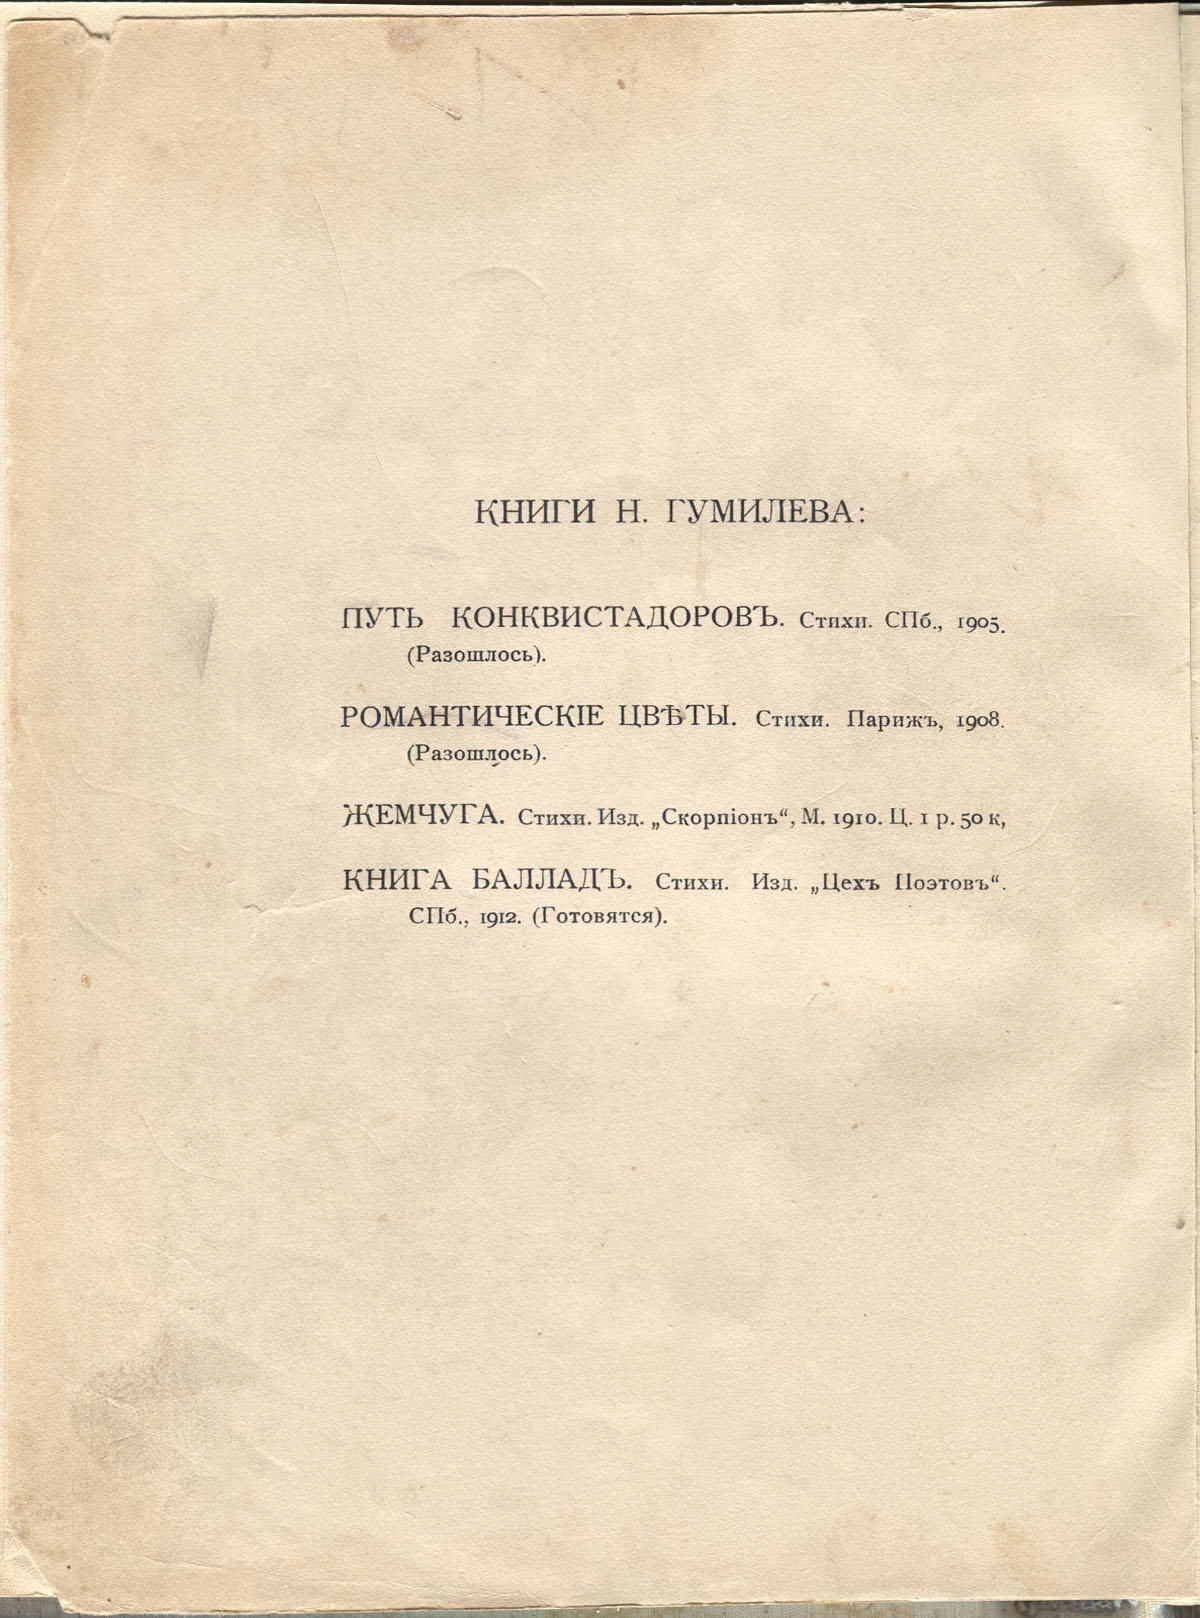 КНИГИ Н. ГУМИЛЕВА:
ПУТЬ КОНКВИСТАДОРОВЪ. Стихи. СПб., 1905.
(Разошлось).
РОМАНТИЧЕСКІЕ ЦВѢТЫ. Стихи. Парижъ, 1908.
(Разошлось).
ЖЕМЧУГА. Стихи. Изд. „Скорпіонъ“, М. 1910. Ц. 1 р. 50 к,
КНИГА БАЛЛАДЪ. Стихи. Изд. „Цехъ Поэтовъ“.
СПб., 1912. (Готовятся).